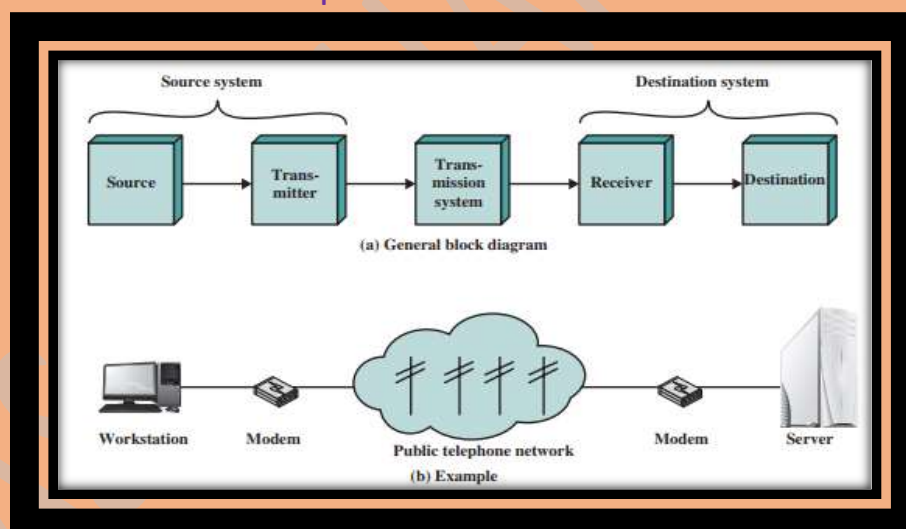 Source system
Destination system
Source
Trans-
mitter
Trans-
mission
system
Receiver
Destination
(a) General block diagram
Workstation
Modem
Public telephone network
Modem
Server
(b) Example